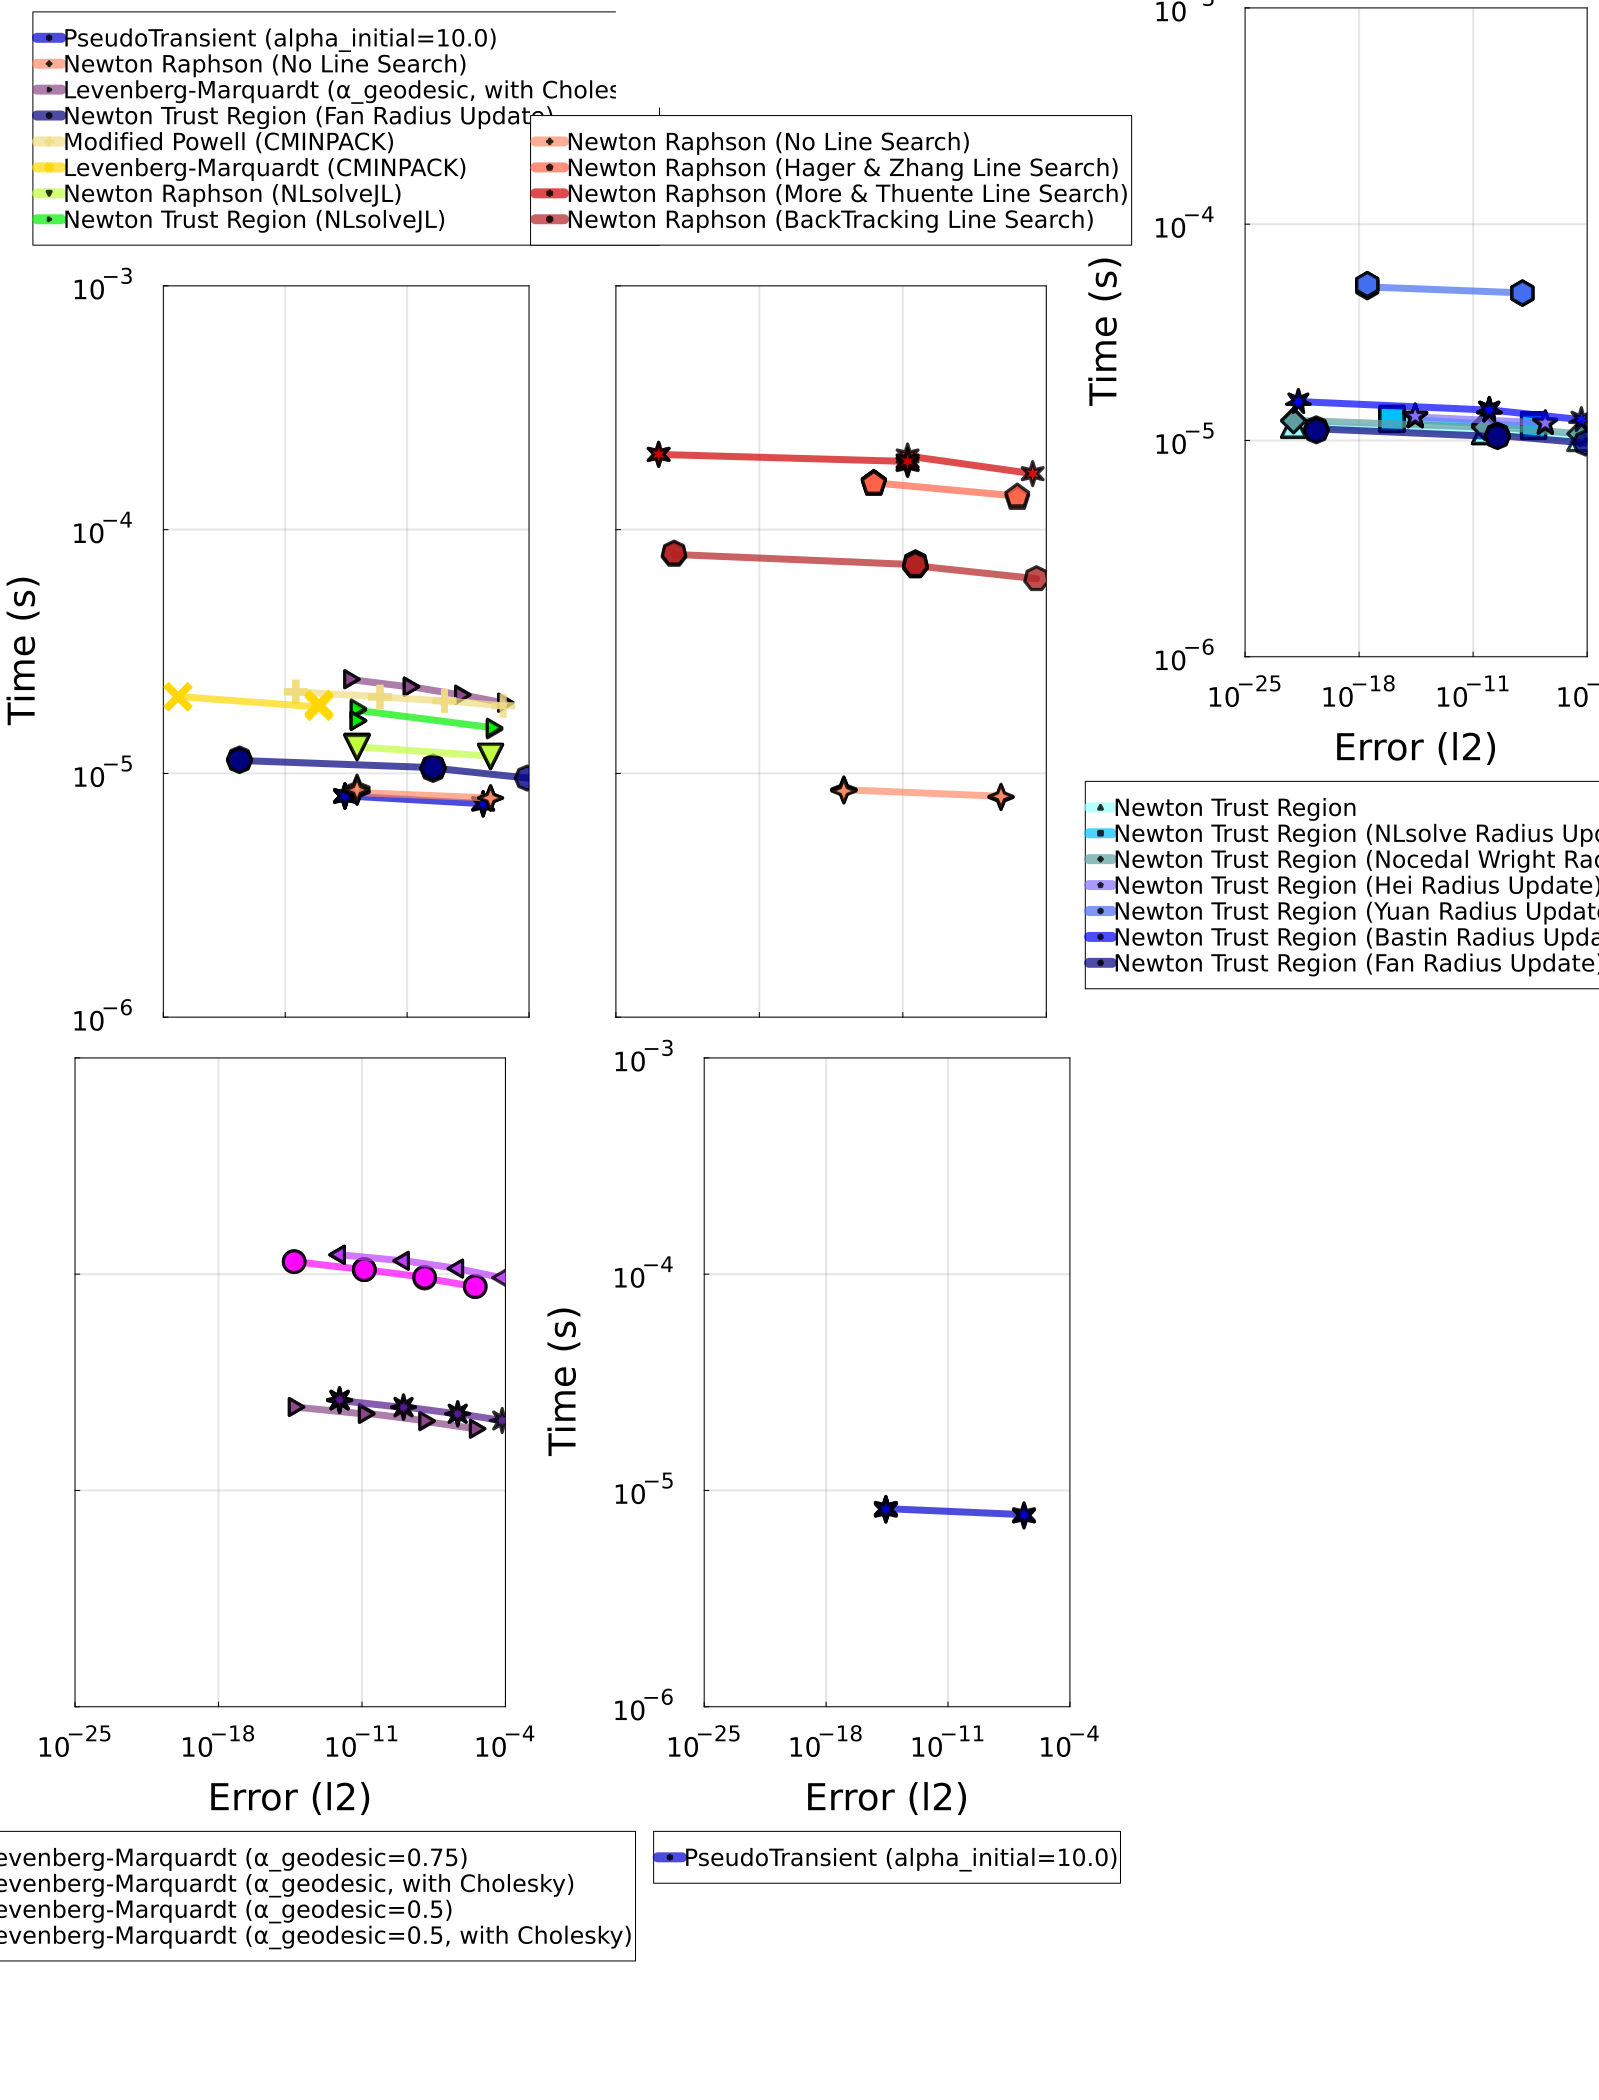 PseudoTransient (alpha_initial=10.0)
Newton Raphson (No Line Search)
Levenberg-Marquardt (α_geodesic, with
Newton Trust Region (Fan Radius Update)
Modified Powell (CMINPACK)
Levenberg-Marquardt (CMINPACK)
Newton Raphson (NLsolveJL)
Newton Trust Region (NLsolveJL)
Newton Raphson (No Line Search)
Newton Raphson (Hager & Zhang Line Search)
Newton Raphson (More & Thuente Line Search)
Newton Raphson (BackTracking Line Search)
10⁻³
10⁻⁴
10⁻⁵
10⁻⁶
Time (s)
10⁻⁴
10⁻⁵
10⁻⁶
Time (s)
10⁻²⁵ 10⁻¹⁸ 10⁻¹¹
Error (l2)
Newton Trust Region
Newton Trust Region (NLsolve Radius
Newton Trust Region (Nocedal Wright
Newton Trust Region (Hei Radius Update)
Newton Trust Region (Yuan Radius
Newton Trust Region (Bastin Radius
Newton Trust Region (Fan Radius Update)
10⁻²⁵ 10⁻¹⁸ 10⁻¹¹ 10⁻⁴
Error (l2)
evenberg-Marquardt (α_geodesic=0.75)
evenberg-Marquardt (α_geodesic, with Cholesky)
evenberg-Marquardt (α_geodesic=0.5)
evenberg-Marquardt (α_geodesic=0.5, with Cholesky)
10⁻³
10⁻⁴
10⁻⁵
10⁻⁶
Time (s)
10⁻²⁵ 10⁻¹⁸ 10⁻¹¹ 10⁻⁴
Error (l2)
PseudoTransient (alpha_initial=10.0)